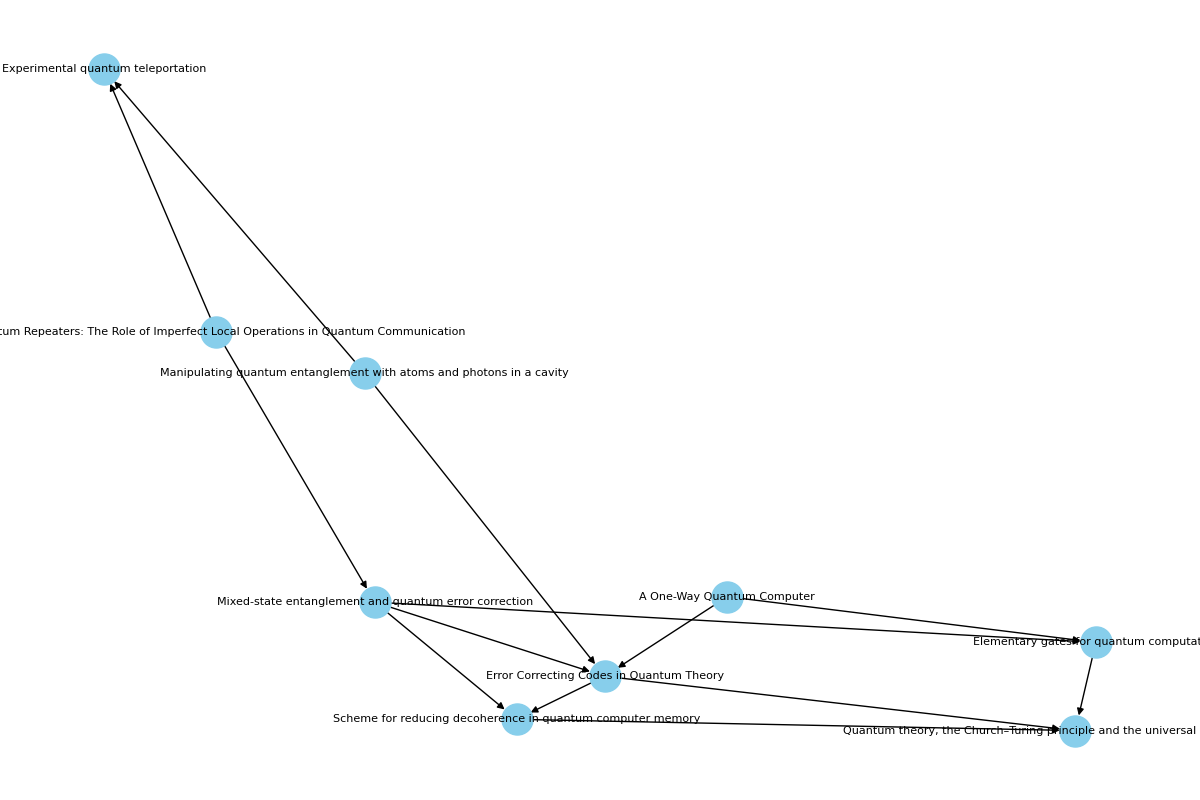 Experimental quantum teleportation
Repeaters: The Role of Imperfect Local Operations in Quantum Communication
Manipulating quantum entanglement with atoms and photons in a cavity
A One-Way Quantum Computer
Mixed-state entanglement and quantum error correction
Elementary gates for quantum
Error Correcting Codes in Quantum Theory
Scheme for reducing decoherence in quantum computer memory
Quantum theory, the Church–Turing principle and the universal